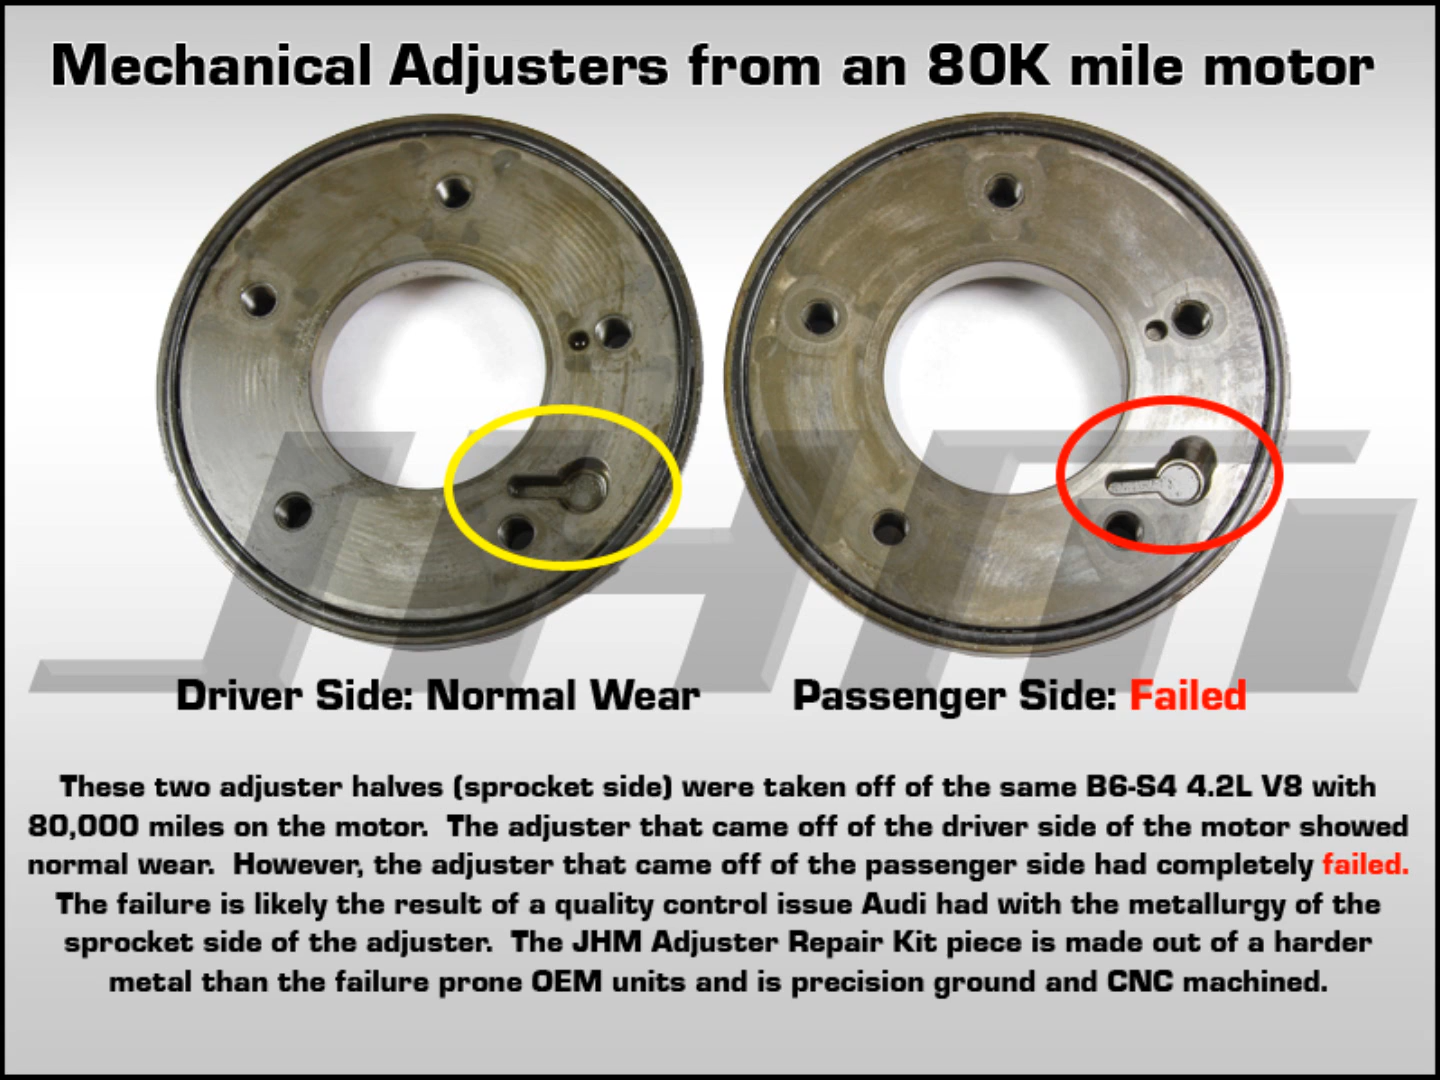 Mechanical Adjusters from an 80K mile motor
JHM
Driver Side: Normal Wear
Passenger Side: Failed
These two adjuster halves (sprocket side) were taken off of the same B6-S4 4.2L V8 with
80,000 miles on the motor.  The adjuster that came off of the driver side of the motor showed
normal wear.  However, the adjuster that came off of the passenger side had completely failed.
The failure is likely the result of a quality control issue Audi had with the metallurgy of the
sprocket side of the adjuster.  The JHM Adjuster Repair Kit piece is made out of a harder
metal than the failure prone OEM units and is precision ground and CNC machined.